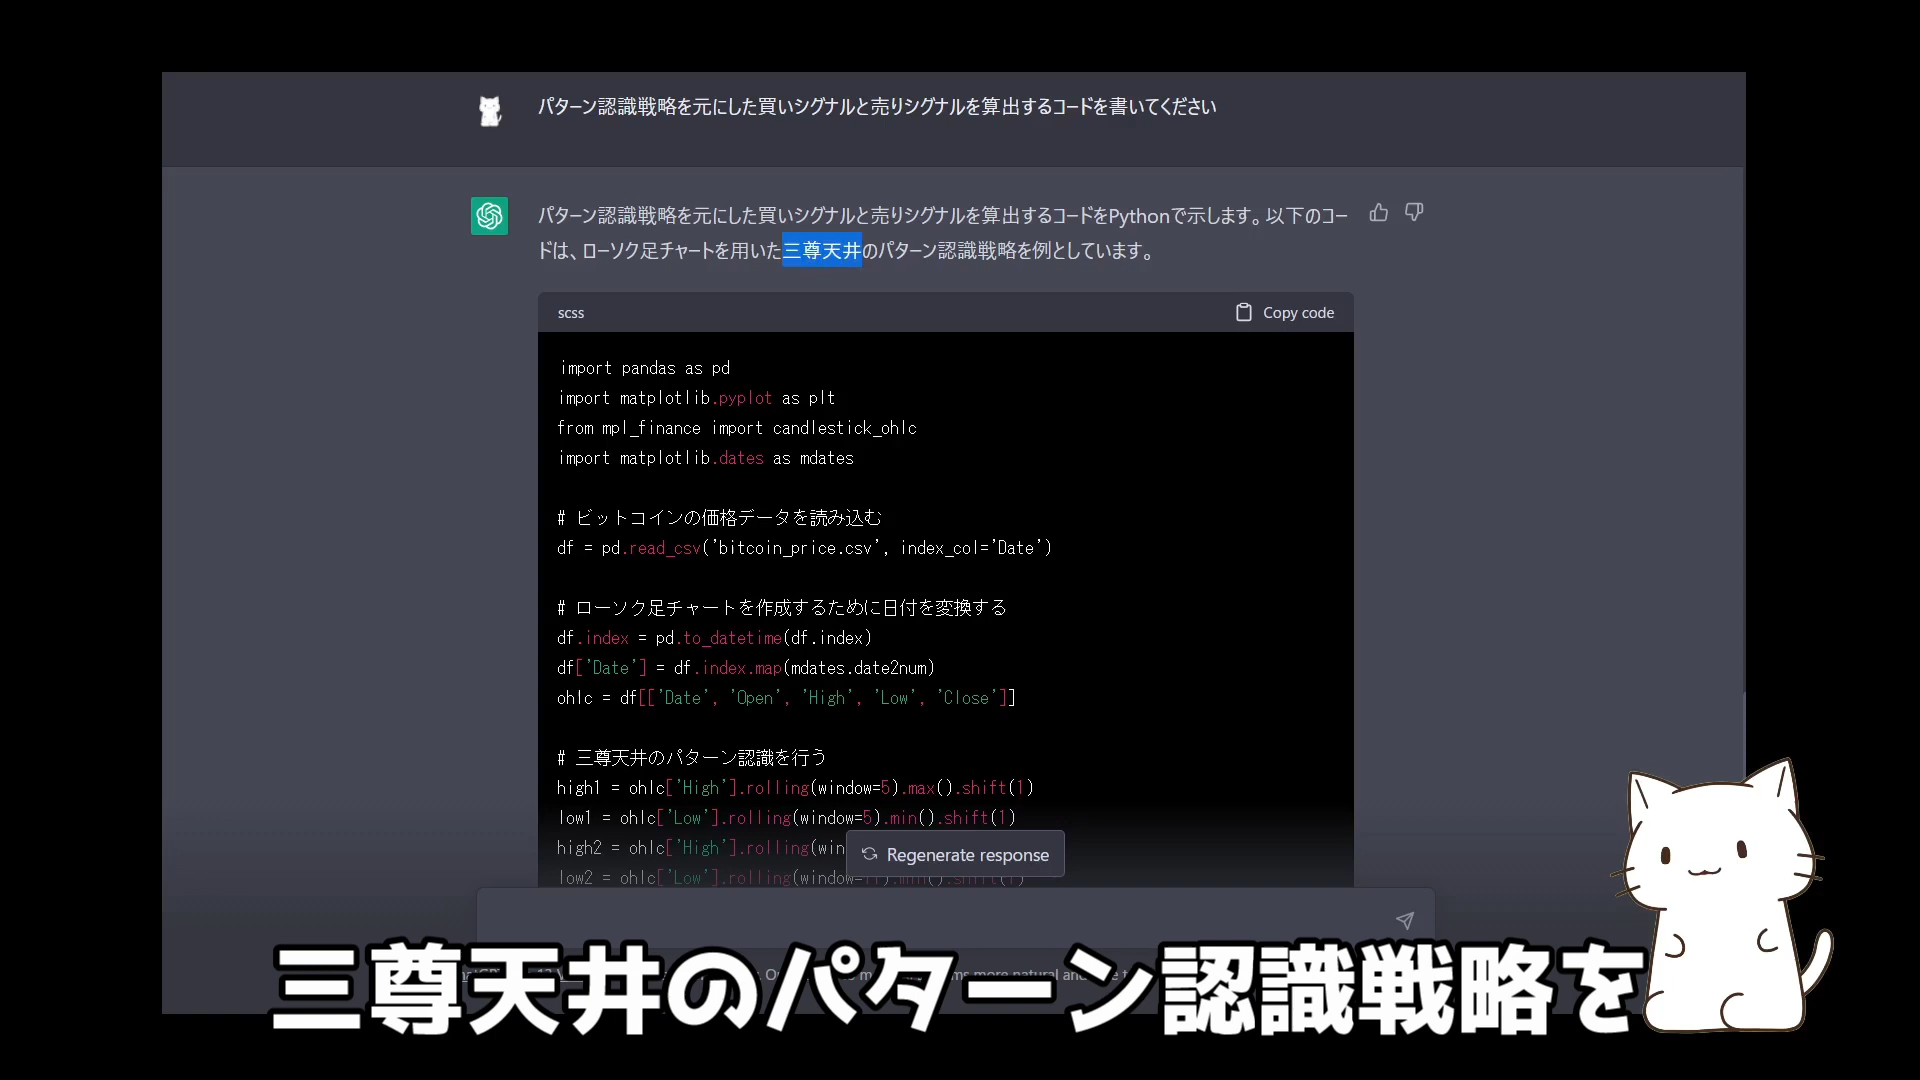 パターン認識戦略を元にした買いシグナルと売りシグナルを算出するコードを書いてください
パターン認識戦略を元にした買いシグナルと売りシグナルを算出するコードをPythonで示します。以下のコー
ドは、ローソク足チャートを用いた三尊天井のパターン認識戦略を例としています。
scss
Copy code
import pandas as pd
import matplotlib.pyplot as plt
from mpl_finance import candlestick_ohlc
import matplotlib.dates as mdates
# ビットコインの価格データを読み込む
df = pd.read_csv('bitcoin_price.csv', index_col='Date')
# ローソク足チャートを作成するために日付を変換する
df.index = pd.to_datetime(df.index)
df['Date'] = df.index.map(mdates.date2num)
ohlc = df[['Date', 'Open', 'High', 'Low', 'Close']]
# 三尊天井のパターン認識を行う
high1 = ohlc['High'].rolling(window=5).max().shift(1)
low1 = ohlc['Low'].rolling(window=5).min().shift(1)
high2 = ohlc['High'].rolling(win
Regenerate response
low2 = ohlc['Low'].rolling(window=11).min().shift(1)
三尊天井のパターン認識戦略を